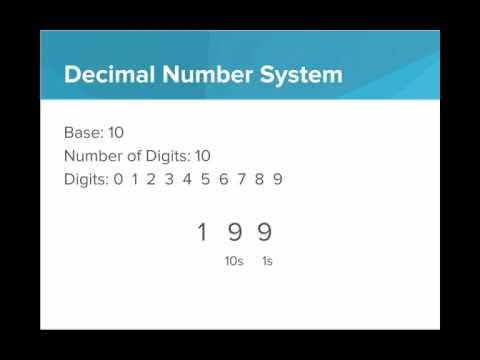 Decimal Number System
Base: 10
Number of Digits: 10
Digits: 0 1 2 3 4 5 6 7 8 9
1 9 9
10s 1s